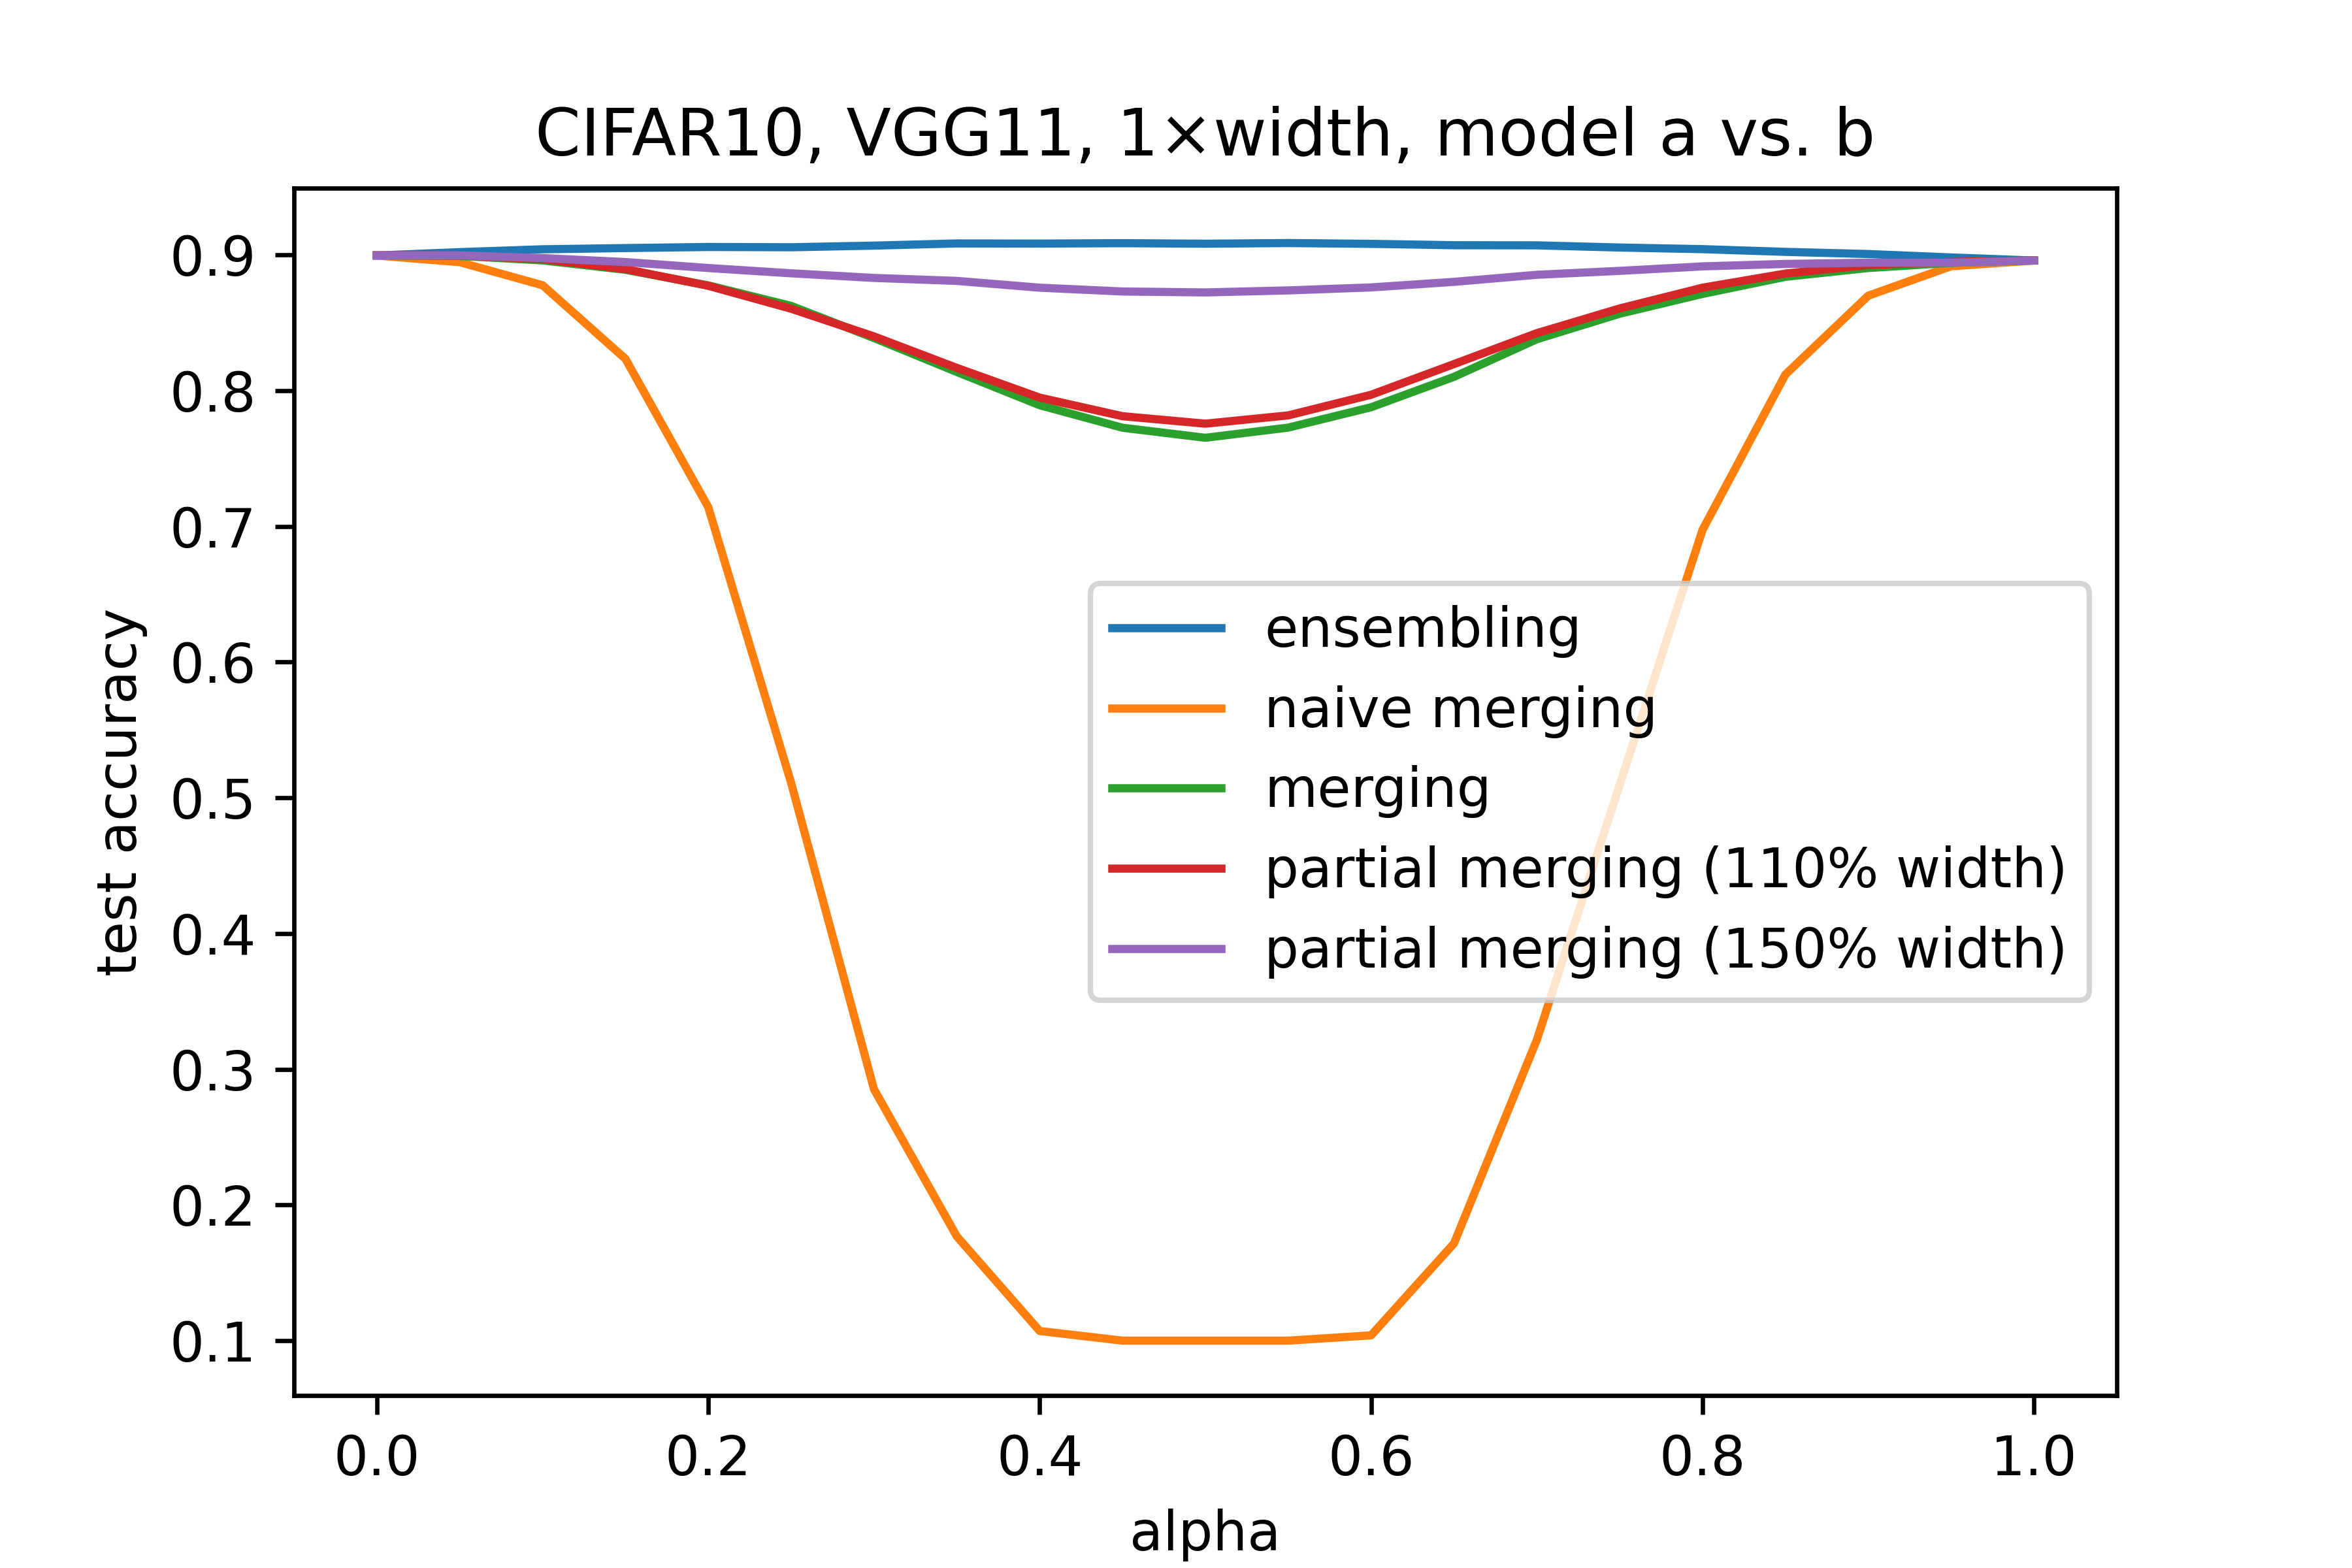 CIFAR10, VGG11, 1×width, model a vs. b
0.9
0.8
0.7
0.6
0.5
0.4
0.3
0.2
0.1
test accuracy
ensembling
naive merging
merging
partial merging (110% width)
partial merging (150% width)
0.0 0.2 0.4 0.6 0.8 1.0
alpha